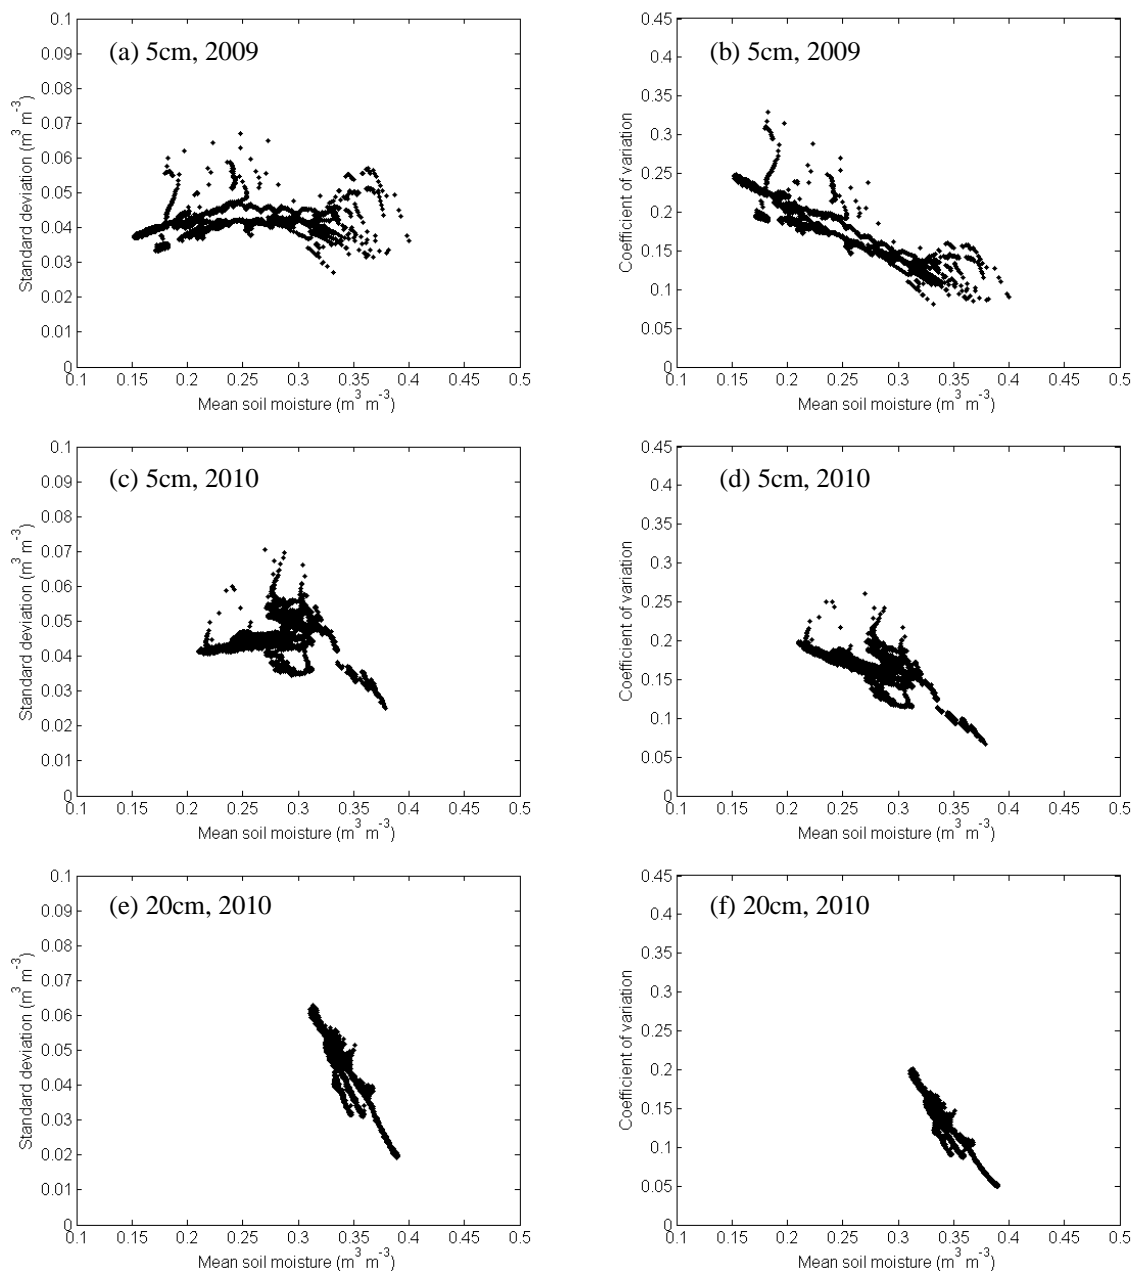 (a) 5cm, 2009
Standard deviation (m³ m⁻³)
0.1
0.09
0.08
0.07
0.06
0.05
0.04
0.03
0.02
0.01
0
0.1 0.15 0.2 0.25 0.3 0.35 0.4 0.45 0.5
Mean soil moisture (m³ m⁻³)
(b) 5cm, 2009
Coefficient of variation
0.45
0.4
0.35
0.3
0.25
0.2
0.15
0.1
0.05
0
0.1 0.15 0.2 0.25 0.3 0.35 0.4 0.45 0.5
Mean soil moisture (m³ m⁻³)
(c) 5cm, 2010
Standard deviation (m³ m⁻³)
0.1
0.09
0.08
0.07
0.06
0.05
0.04
0.03
0.02
0.01
0
0.1 0.15 0.2 0.25 0.3 0.35 0.4 0.45 0.5
Mean soil moisture (m³ m⁻³)
(d) 5cm, 2010
Coefficient of variation
0.45
0.4
0.35
0.3
0.25
0.2
0.15
0.1
0.05
0
0.1 0.15 0.2 0.25 0.3 0.35 0.4 0.45 0.5
Mean soil moisture (m³ m⁻³)
(e) 20cm, 2010
Standard deviation (m³ m⁻³)
0.1
0.09
0.08
0.07
0.06
0.05
0.04
0.03
0.02
0.01
0
0.1 0.15 0.2 0.25 0.3 0.35 0.4 0.45 0.5
Mean soil moisture (m³ m⁻³)
(f) 20cm, 2010
Coefficient of variation
0.45
0.4
0.35
0.3
0.25
0.2
0.15
0.1
0.05
0
0.1 0.15 0.2 0.25 0.3 0.35 0.4 0.45 0.5
Mean soil moisture (m³ m⁻³)